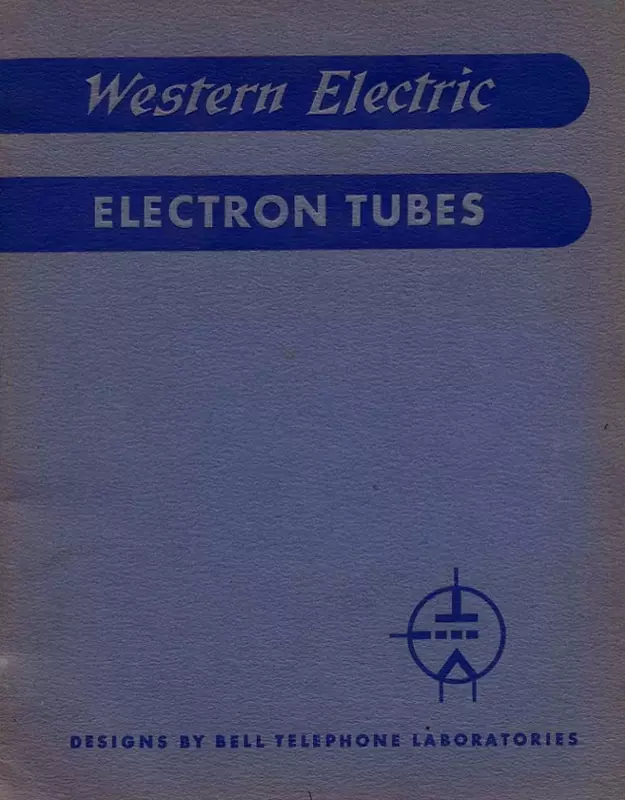 Western Electric
ELECTRON TUBES
DESIGNS BY BELL TELEPHONE LABORATORIES